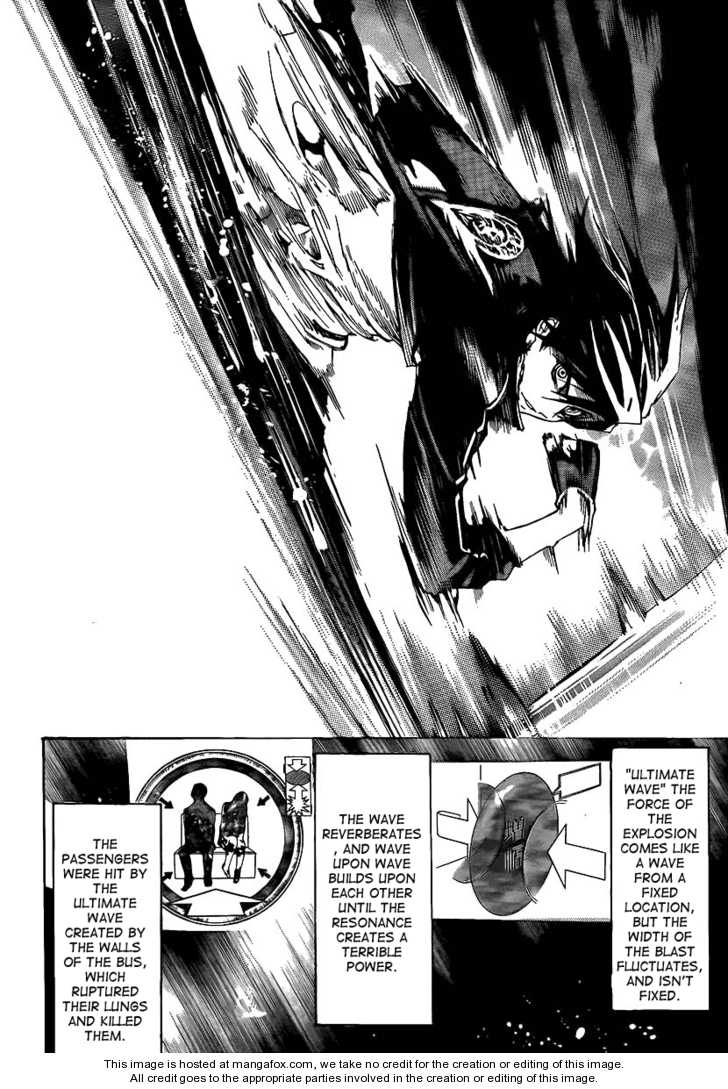 "ULTIMATE
WAVE" THE
FORCE OF
THE
EXPLOSION
COMES LIKE
A WAVE
FROM A
FIXED
LOCATION,
BUT THE
WIDTH OF
THE BLAST
FLUCTUATES,
AND ISN'T
FIXED.
THE WAVE
REVERBERATES
, AND WAVE
UPON WAVE
BUILDS UPON
EACH OTHER
UNTIL THE
RESONANCE
CREATES A
TERRIBLE
POWER.
THE
PASSENGERS
WERE HIT BY
THE
ULTIMATE
WAVE
CREATED BY
THE WALLS
OF THE BUS,
WHICH
RUPTURED
THEIR LUNGS
AND KILLED
THEM.
This image is hosted at mangafox.com, we take no credit for the creation or editing of this image.
All credit goes to the appropriate parties involved in the creation or editing of this image.